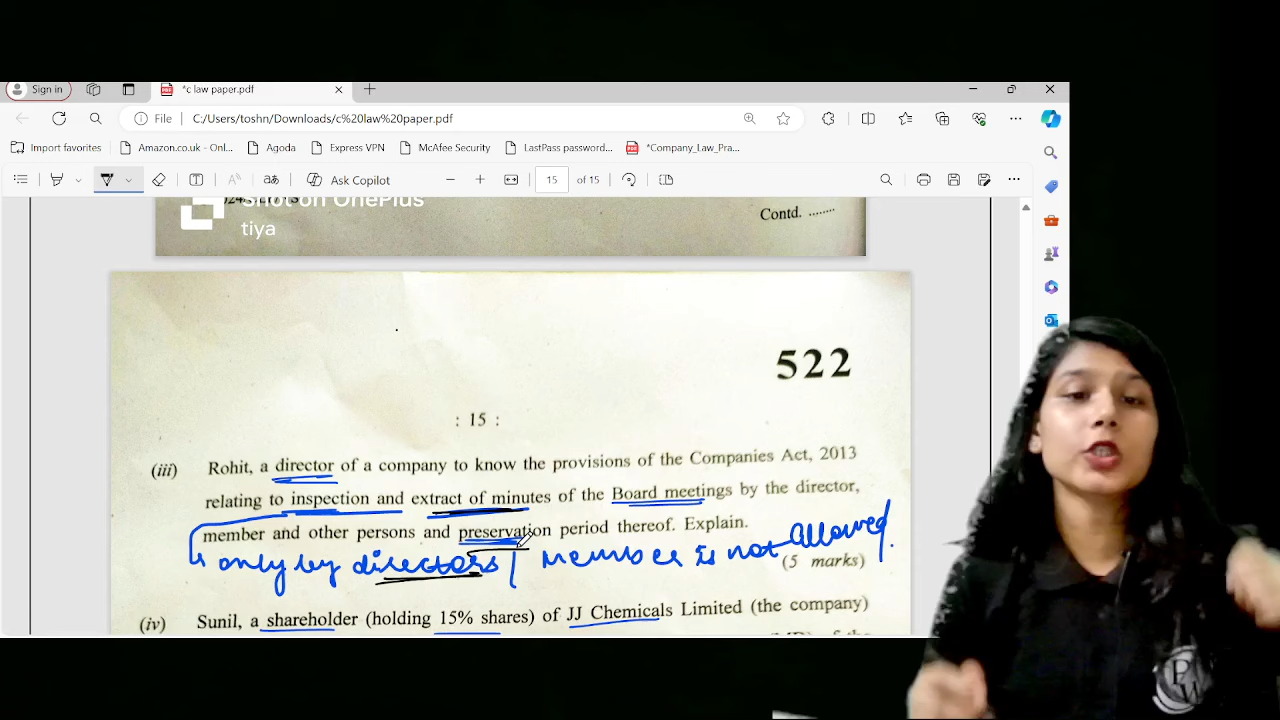 Sign in
*c law paper.pdf
File
C:/Users/toshn/Downloads/c%20law%20paper.pdf
Import favorites
Amazon.co.uk - Onl...
Agoda
Express VPN
McAfee Security
LastPass password...
*Company_Law_Pra...
Ask Copilot
15 of 15
Shot on OnePlus
tiya
Contd. ........
522
: 15 :
(iii) Rohit, a director of a company to know the provisions of the Companies Act, 2013
relating to inspection and extract of minutes of the Board meetings by the director,
member and other persons and preservation period thereof. Explain.
only by directors | member is not allowed.
(5 marks)
(iv) Sunil, a shareholder (holding 15% shares) of JJ Chemicals Limited (the company)
PW